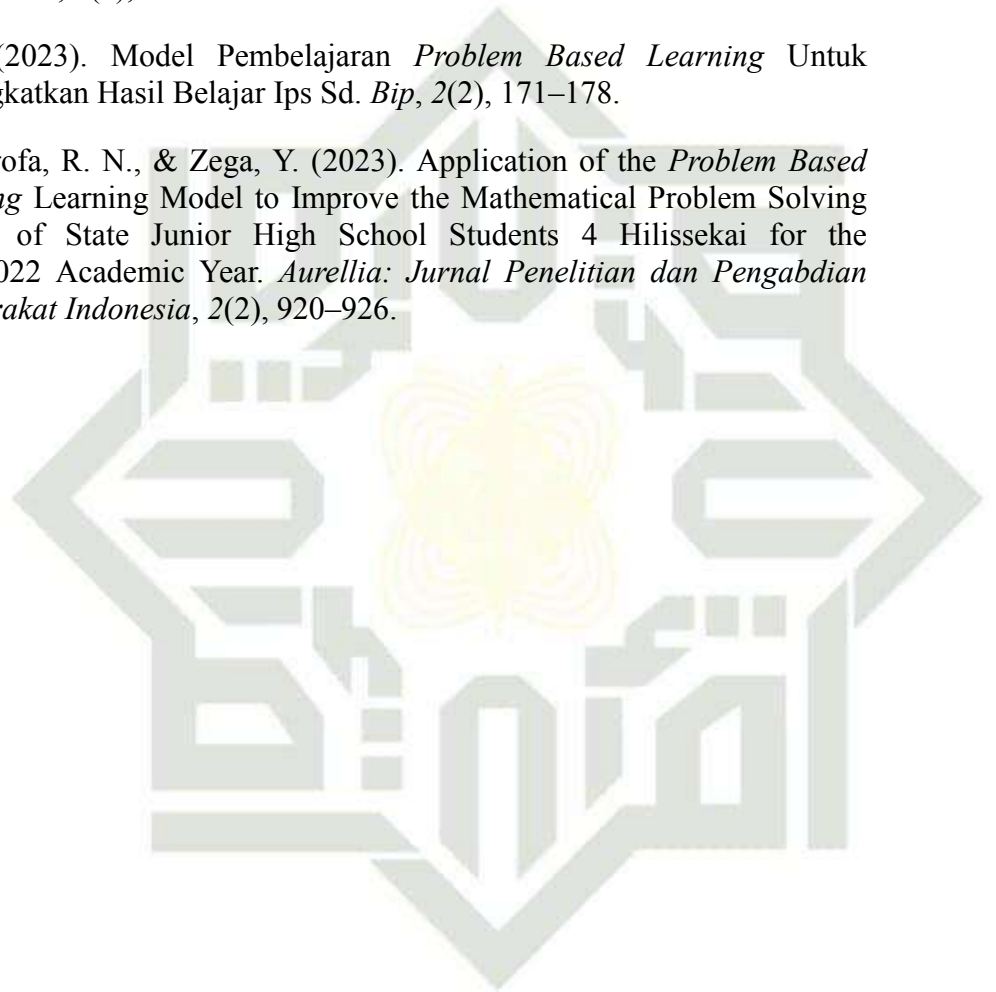 (2023). Model Pembelajaran Problem Based Learning Untuk
gkatkan Hasil Belajar Ips Sd. Bip, 2(2), 171–178.
rofa, R. N., & Zega, Y. (2023). Application of the Problem Based
ng Learning Model to Improve the Mathematical Problem Solving
of State Junior High School Students 4 Hilissekai for the
022 Academic Year. Aurellia: Jurnal Penelitian dan Pengabdian
rakat Indonesia, 2(2), 920–926.